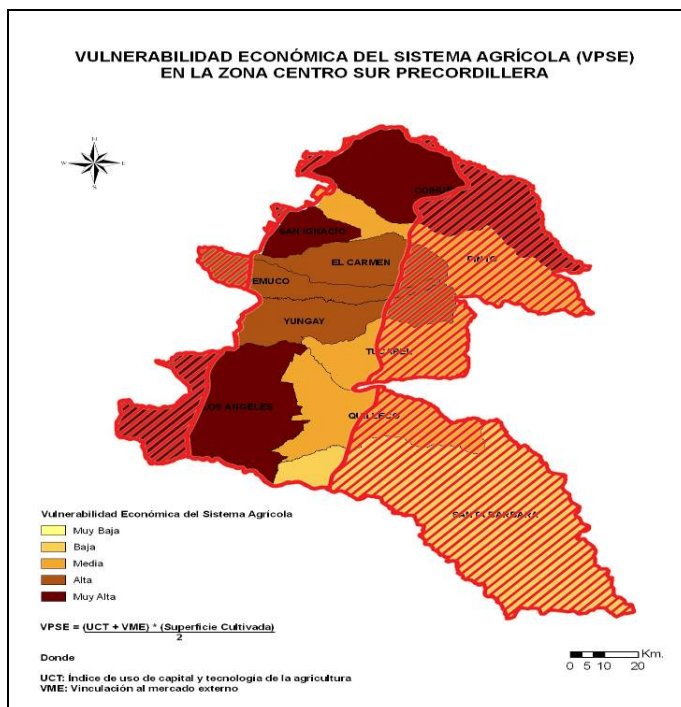 VULNERABILIDAD ECONÓMICA DEL SISTEMA AGRÍCOLA (VPSE)
EN LA ZONA CENTRO SUR PRECORDILLERA
N
W E
S
SAN IGNACIO
EL CARMEN
EMUCO
YUNGAY
TUCAPEL
LOS ANGELES
QUILLECO
SANTA BARBARA
Vulnerabilidad Económica del Sistema Agrícola
Muy Baja
Baja
Media
Alta
Muy Alta
VPSE = (UCT + VME) * (Superficie Cultivada)
2
Donde
UCT: Índice de uso de capital y tecnología de la agricultura
VME: Vinculación al mercado externo
Km.
0 5 10 20